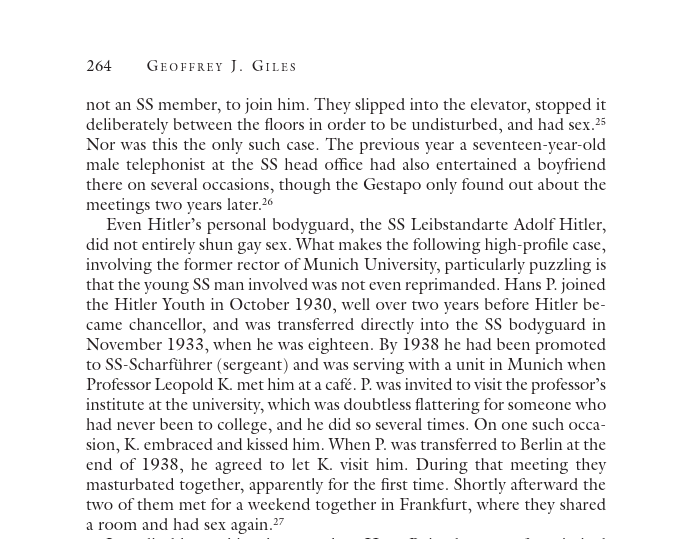 264 GEOFFREY J. GILES
not an SS member, to join him. They slipped into the elevator, stopped it
deliberately between the floors in order to be undisturbed, and had sex.25
Nor was this the only such case. The previous year a seventeen-year-old
male telephonist at the SS head office had also entertained a boyfriend
there on several occasions, though the Gestapo only found out about the
meetings two years later.26
Even Hitler's personal bodyguard, the SS Leibstandarte Adolf Hitler,
did not entirely shun gay sex. What makes the following high-profile case,
involving the former rector of Munich University, particularly puzzling is
that the young SS man involved was not even reprimanded. Hans P. joined
the Hitler Youth in October 1930, well over two years before Hitler be-
came chancellor, and was transferred directly into the SS bodyguard in
November 1933, when he was eighteen. By 1938 he had been promoted
to SS-Scharführer (sergeant) and was serving with a unit in Munich when
Professor Leopold K. met him at a café. P. was invited to visit the professor's
institute at the university, which was doubtless flattering for someone who
had never been to college, and he did so several times. On one such occa-
sion, K. embraced and kissed him. When P. was transferred to Berlin at the
end of 1938, he agreed to let K. visit him. During that meeting they
masturbated together, apparently for the first time. Shortly afterward the
two of them met for a weekend together in Frankfurt, where they shared
a room and had sex again.27